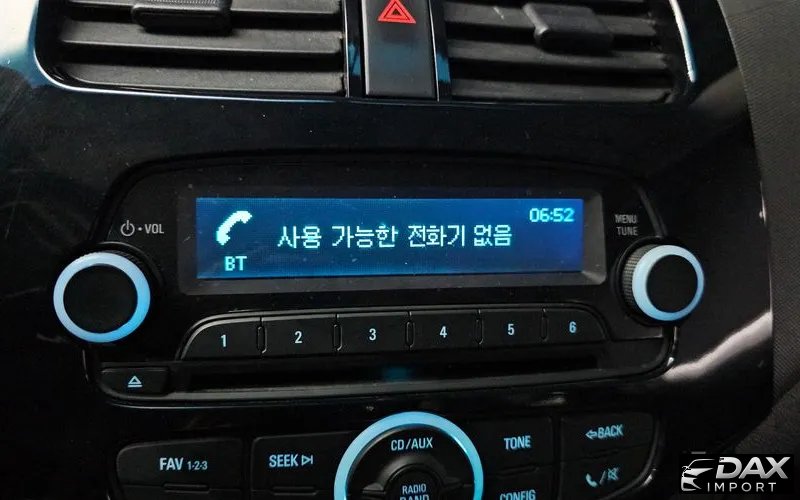 06:52
사용 가능한 전화기 없음
BT
VOL
MENU
TUNE
1 2 3 4 5 6
FAV 1-2-3
SEEK
CD/AUX
TONE
BACK
RADIO
BAND
CONFIG
DAX
IMPORT